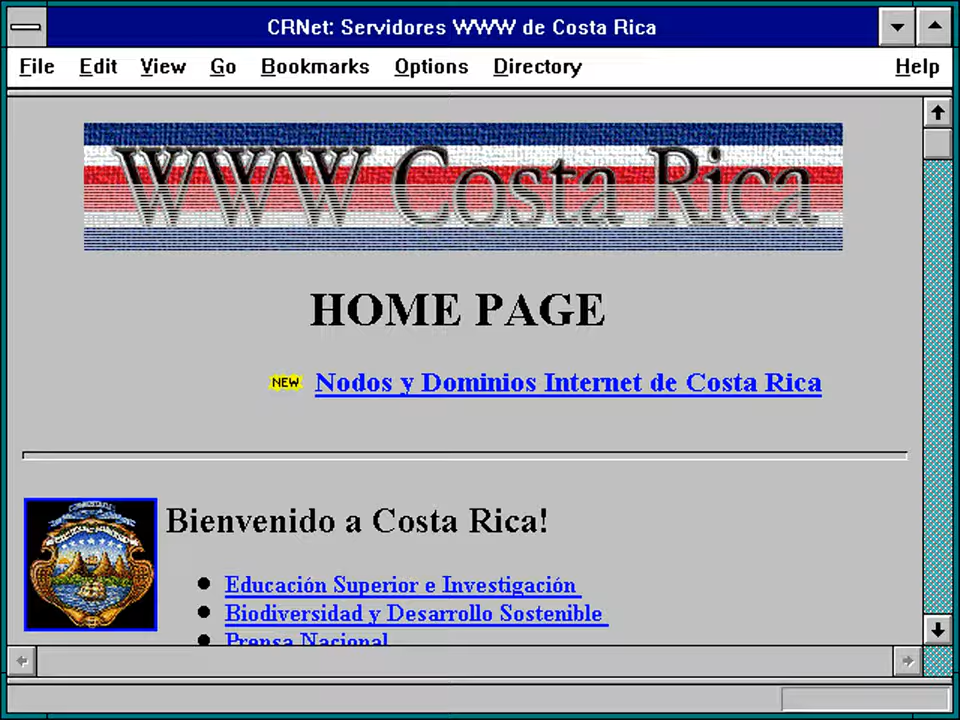 CRNet: Servidores WWW de Costa Rica
File Edit View Go Bookmarks Options Directory Help
WWW Costa Rica
HOME PAGE
NEW Nodos y Dominios Internet de Costa Rica
Bienvenido a Costa Rica!
Educación Superior e Investigación
Biodiversidad y Desarrollo Sostenible
Prensa Nacional